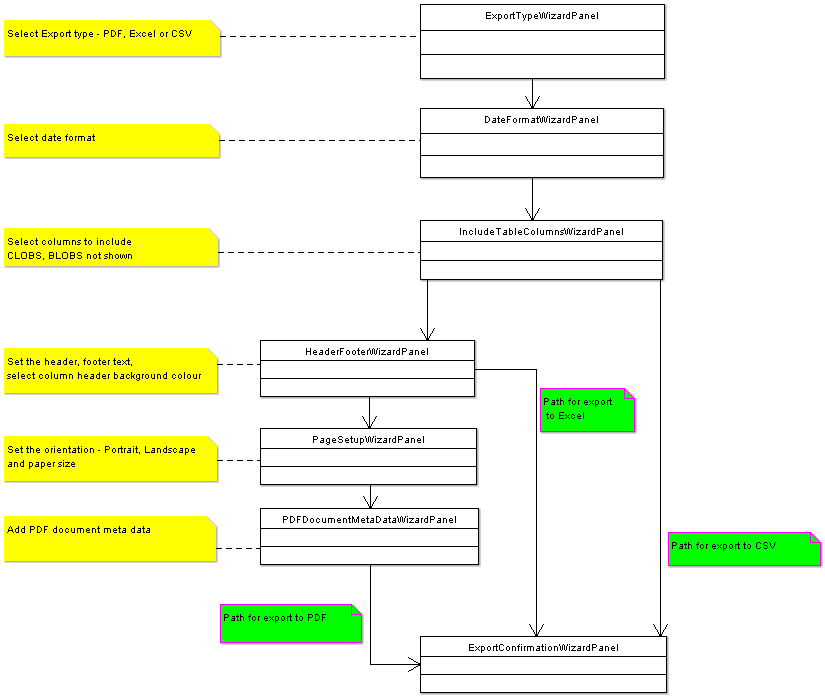 ExportTypeWizardPanel
Select Export type - PDF, Excel or CSV
DateFormatWizardPanel
Select date format
IncludeTableColumnsWizardPanel
Select columns to include
CLOBS, BLOBS not shown
HeaderFooterWizardPanel
Set the header, footer text,
select column header background colour
Path for export
to Excel
PageSetupWizardPanel
Set the orientation - Portrait, Landscape
and paper size
PDFDocumentMetaDataWizardPanel
Add PDF document meta data
Path for export to CSV
Path for export to PDF
ExportConfirmationWizardPanel